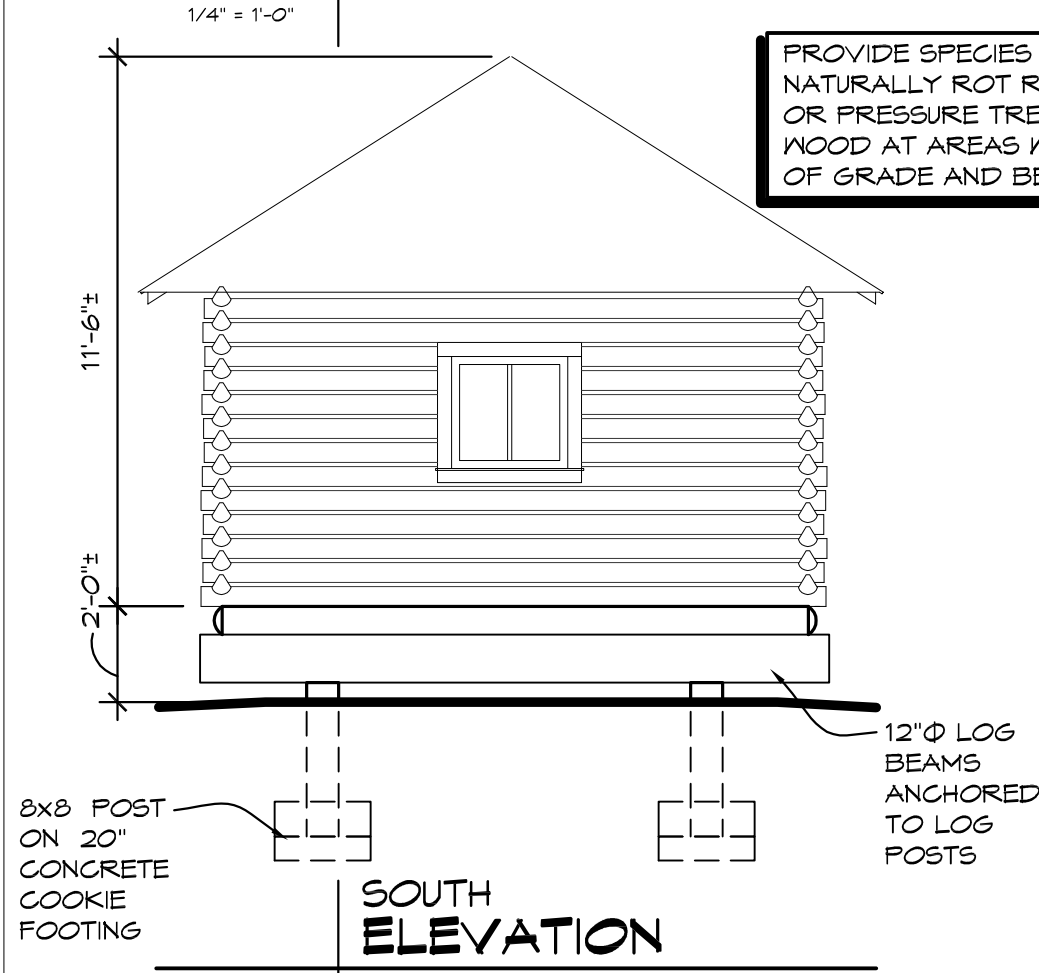 1/4" = 1'-0"
PROVIDE SPECIES
NATURALLY ROT R
OR PRESSURE TRE
WOOD AT AREAS W
OF GRADE AND BE
11'-6"±
2'-0"±
12"Φ LOG
BEAMS
ANCHORED
TO LOG
POSTS
8x8 POST
ON 20"
CONCRETE
COOKIE
FOOTING
SOUTH
ELEVATION